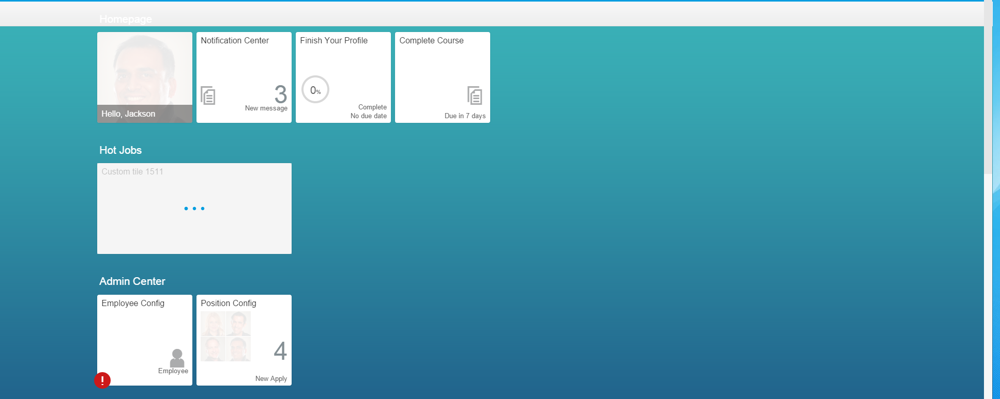 Homepage
Hello, Jackson
Notification Center
3
New message
Finish Your Profile
0%
Complete
No due date
Complete Course
Due in 7 days
Hot Jobs
Custom tile 1511
Admin Center
Employee Config
Employee
!
Position Config
4
New Apply